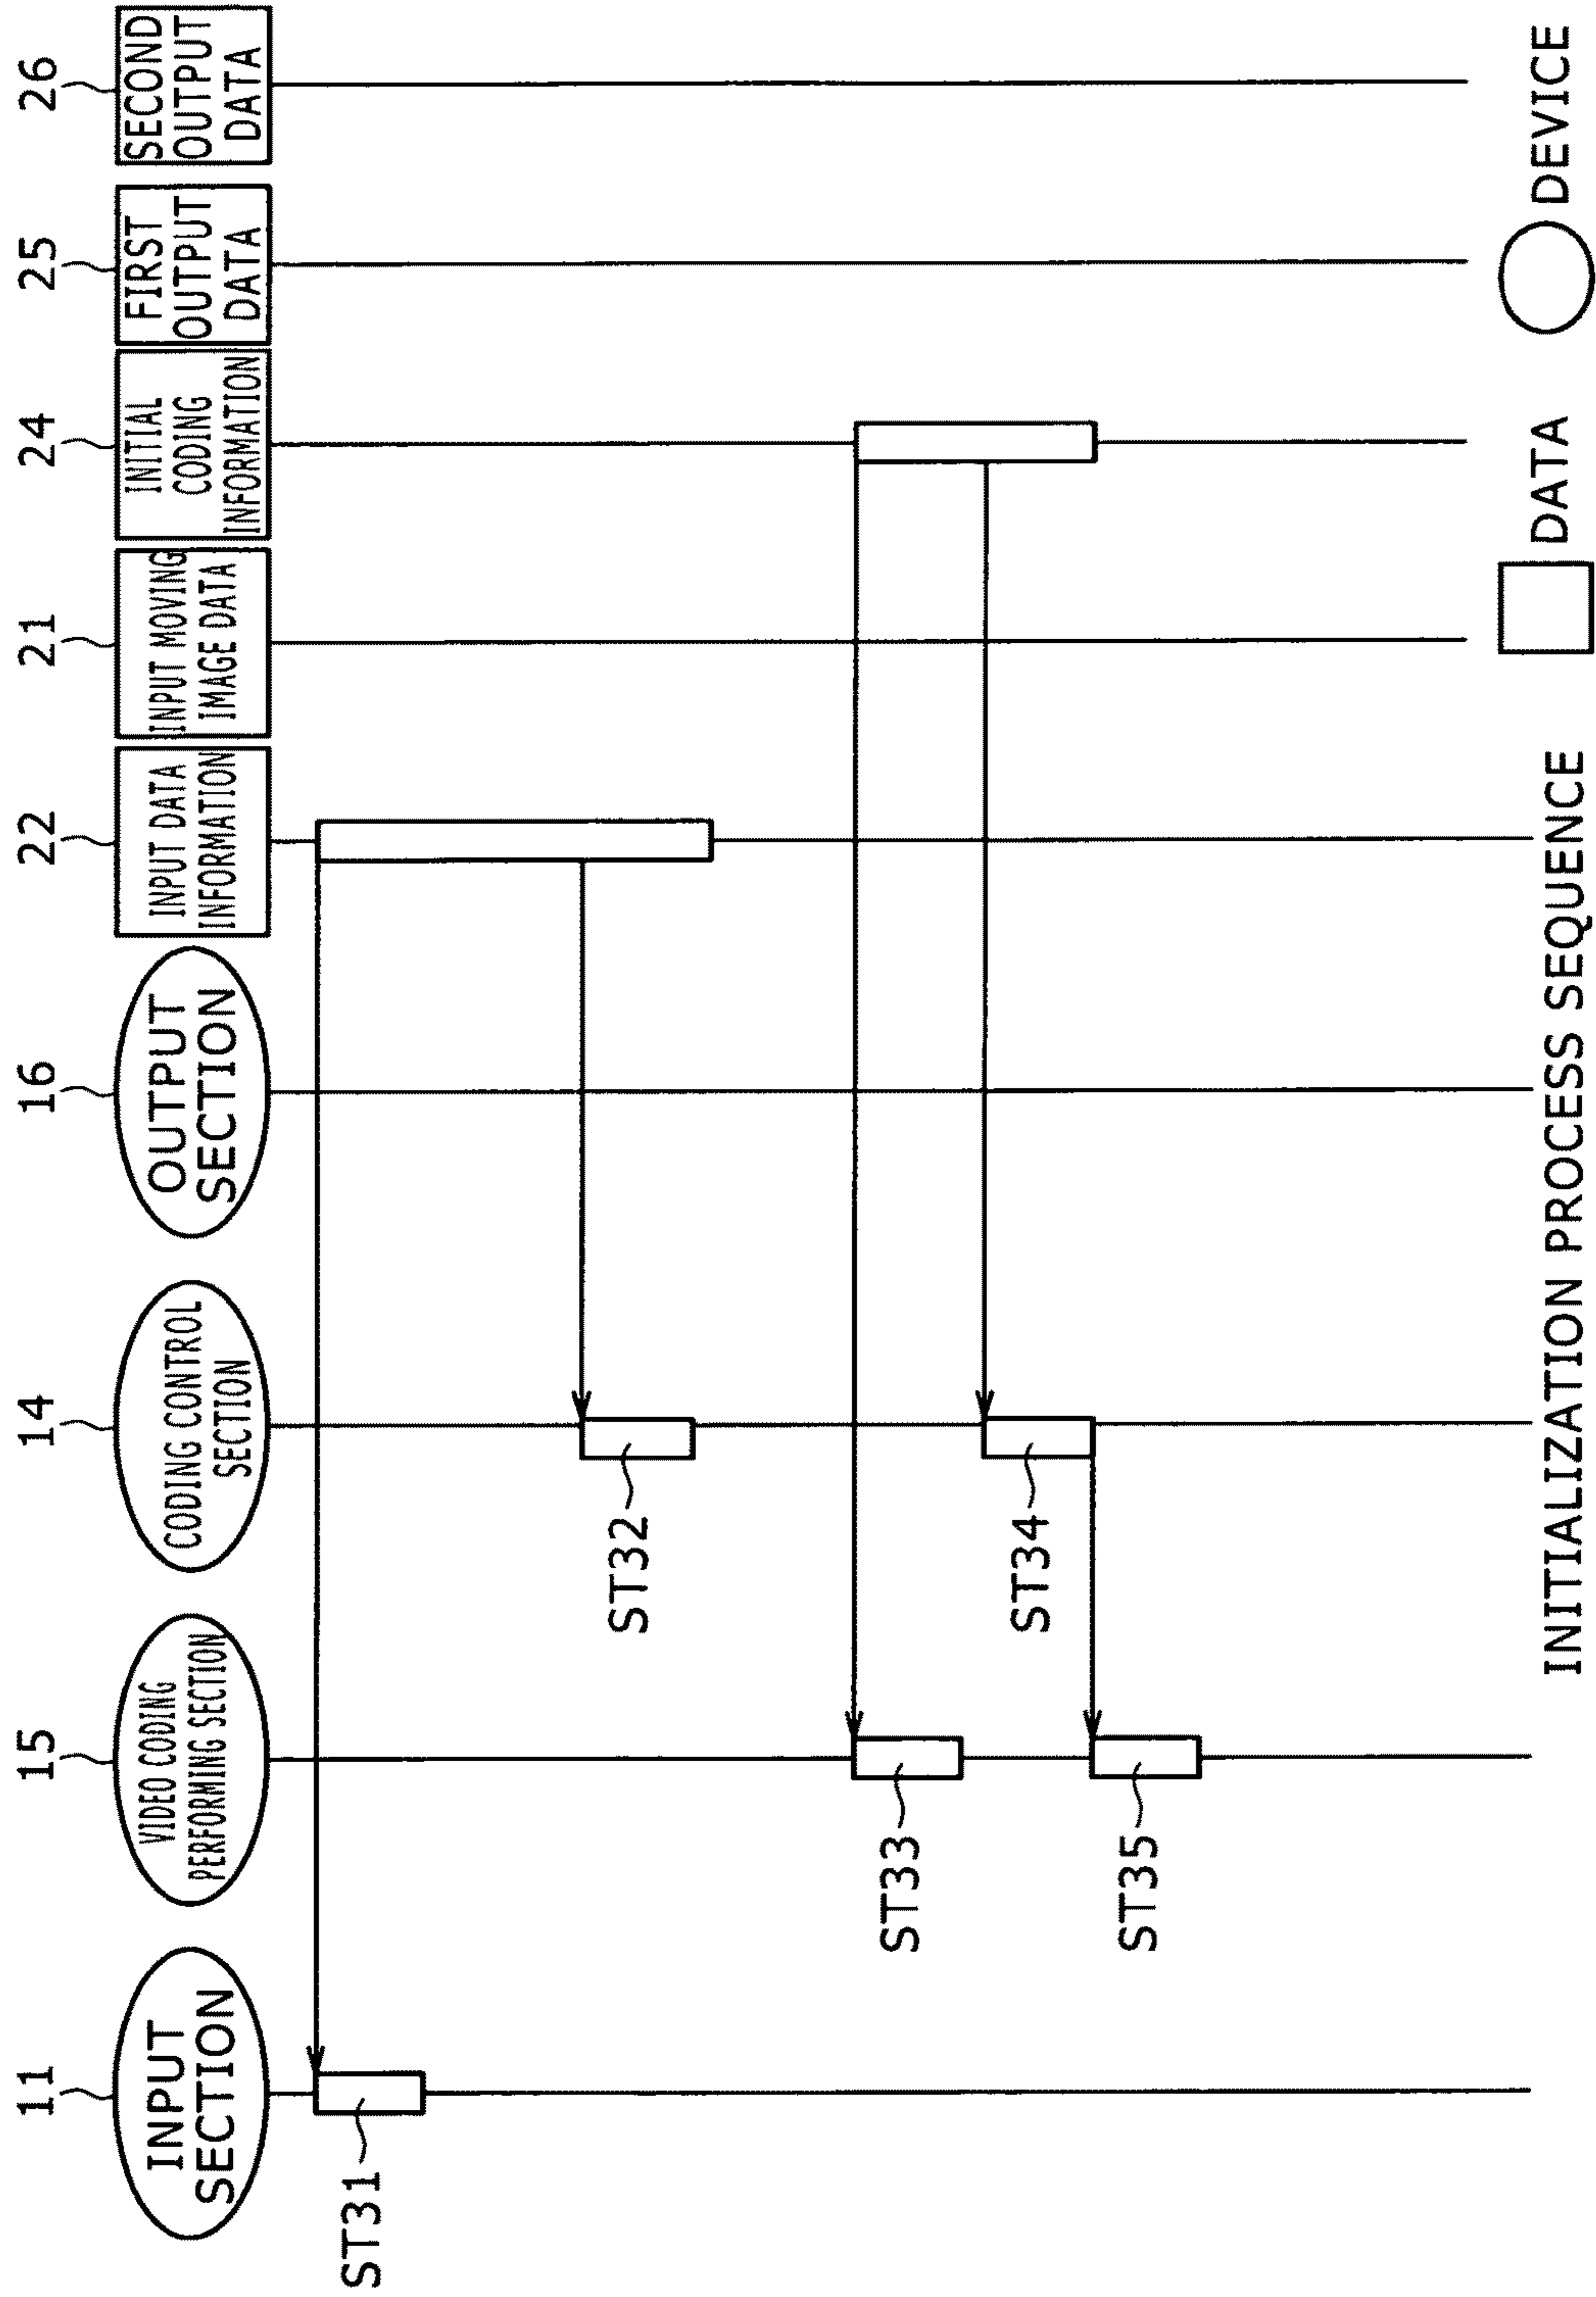 11
INPUT
SECTION
15
VIDEO CODING
PERFORMING SECTION
14
CODING CONTROL
SECTION
16
OUTPUT
SECTION
22
INPUT DATA
INFORMATION
21
INPUT MOVING
IMAGE DATA
24
INITIAL
CODING
INFORMATION
25
FIRST
OUTPUT
DATA
26
SECOND
OUTPUT
DATA
ST31
ST32
ST33
ST34
ST35
INITIALIZATION PROCESS SEQUENCE
DATA
DEVICE